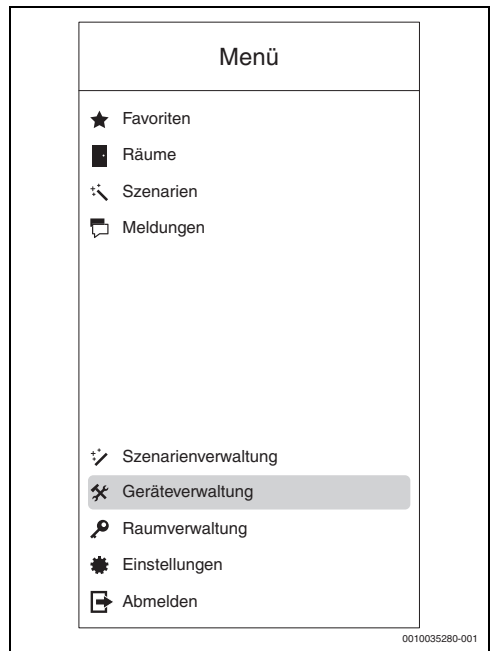 Menü
Favoriten
Räume
Szenarien
Meldungen
Szenarienverwaltung
Geräteverwaltung
Raumverwaltung
Einstellungen
Abmelden
0010035280-001